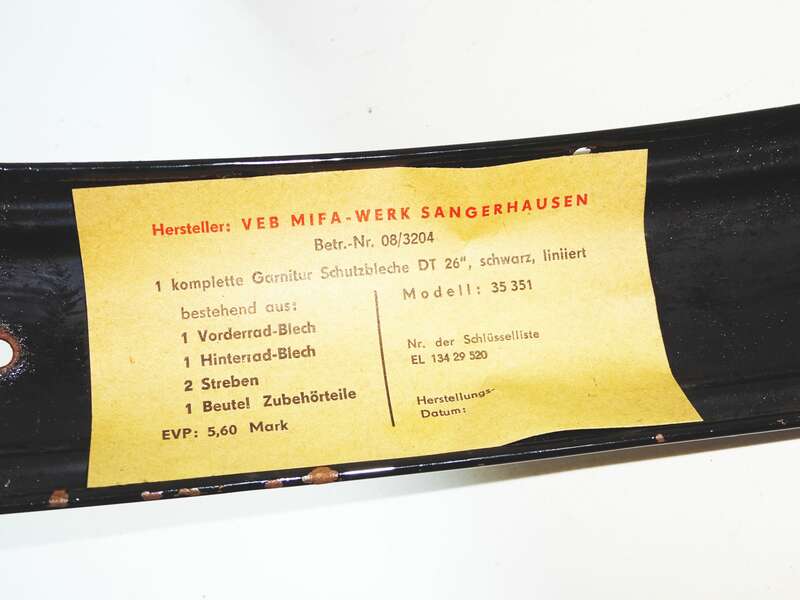 Hersteller: VEB MIFA-WERK SANGERHAUSEN
Betr.-Nr. 08/3204
1 komplette Garnitur Schutzbleche DT 26", schwarz, liniiert
bestehend aus:
1 Vorderrad-Blech
1 Hinterrad-Blech
2 Streben
1 Beutel Zubehörteile
EVP: 5,60 Mark
Modell: 35 351
Nr. der Schlüsselliste
EL 134 29 520
Herstellungs-
Datum: